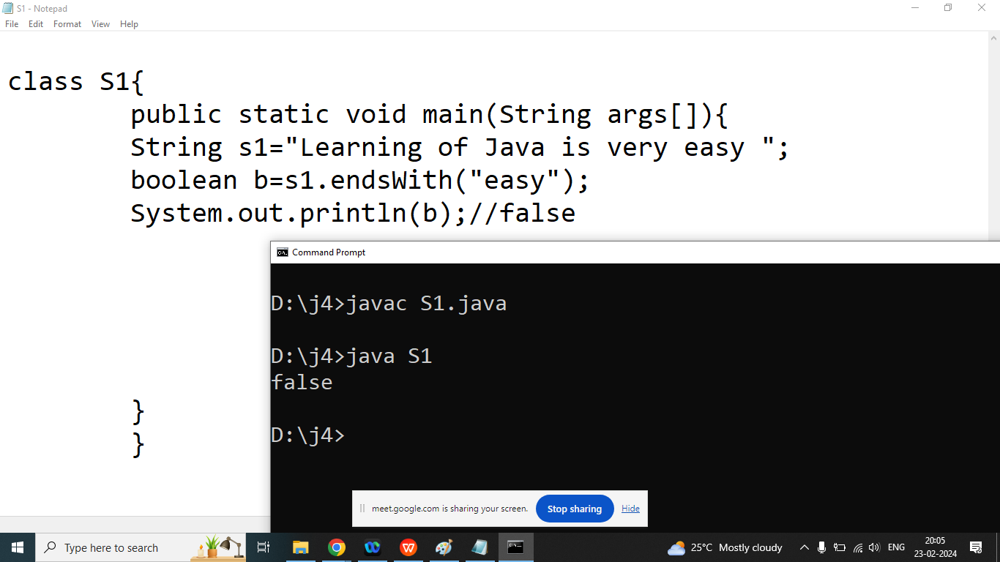 S1 - Notepad
File Edit Format View Help
class S1{
public static void main(String args[]){
String s1="Learning of Java is very easy ";
boolean b=s1.endsWith("easy");
System.out.println(b);//false
}
}
Command Prompt
D:\j4>javac S1.java
D:\j4>java S1
false
D:\j4>
meet.google.com is sharing your screen. Stop sharing Hide
Type here to search
25°C Mostly cloudy
ENG
20:05
23-02-2024